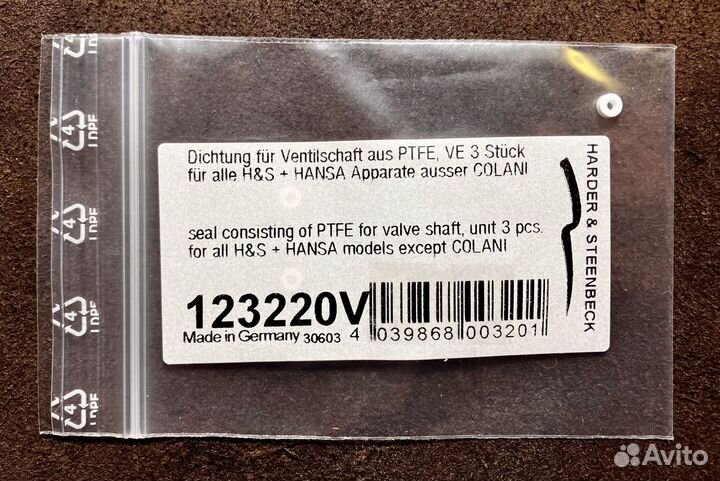 Dichtung für Ventilschaft aus PTFE, VE 3 Stück
für alle H&S + HANSA Apparate ausser COLANI
seal consisting of PTFE for valve shaft, unit 3 pcs.
for all H&S + HANSA models except COLANI
123220V
Made in Germany 30603
4 039868 003201
HARDER & STEENBECK
4
LDPE
4
LDPE
4
LDPE
4
LDPE
4
LDPE
Avito